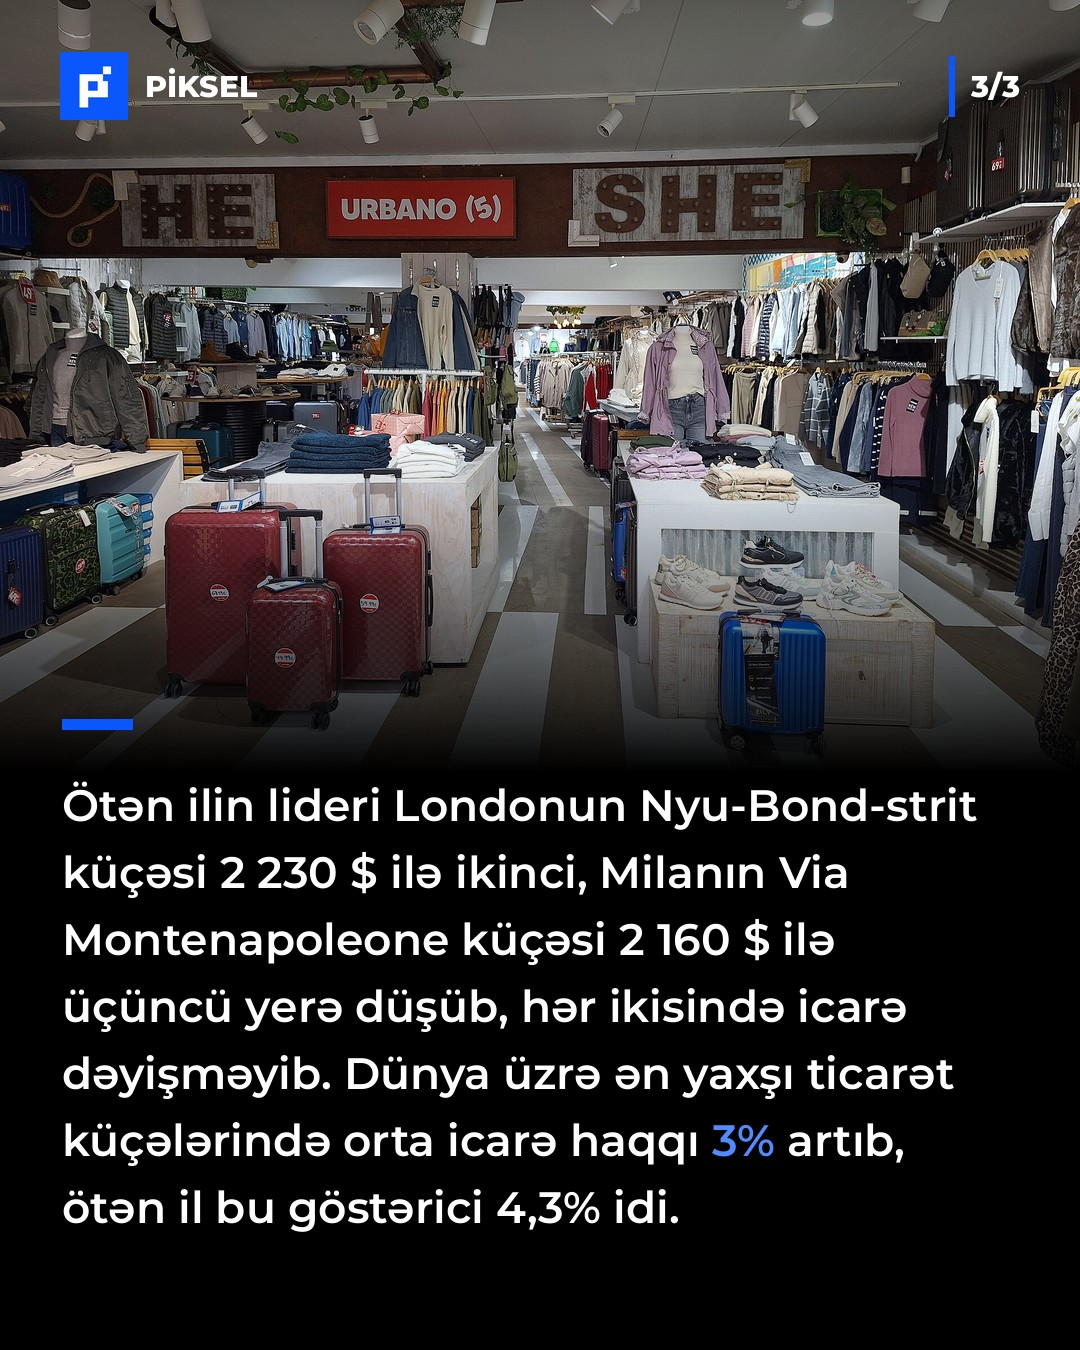 PİKSEL
3/3
HE
URBANO (5)
SHE
Ötən ilin lideri Londonun Nyu-Bond-strit
küçəsi 2 230 $ ilə ikinci, Milanın Via
Montenapoleone küçəsi 2 160 $ ilə
üçüncü yerə düşüb, hər ikisində icarə
dəyişməyib. Dünya üzrə ən yaxşı ticarət
küçələrində orta icarə haqqı 3% artıb,
ötən il bu göstərici 4,3% idi.